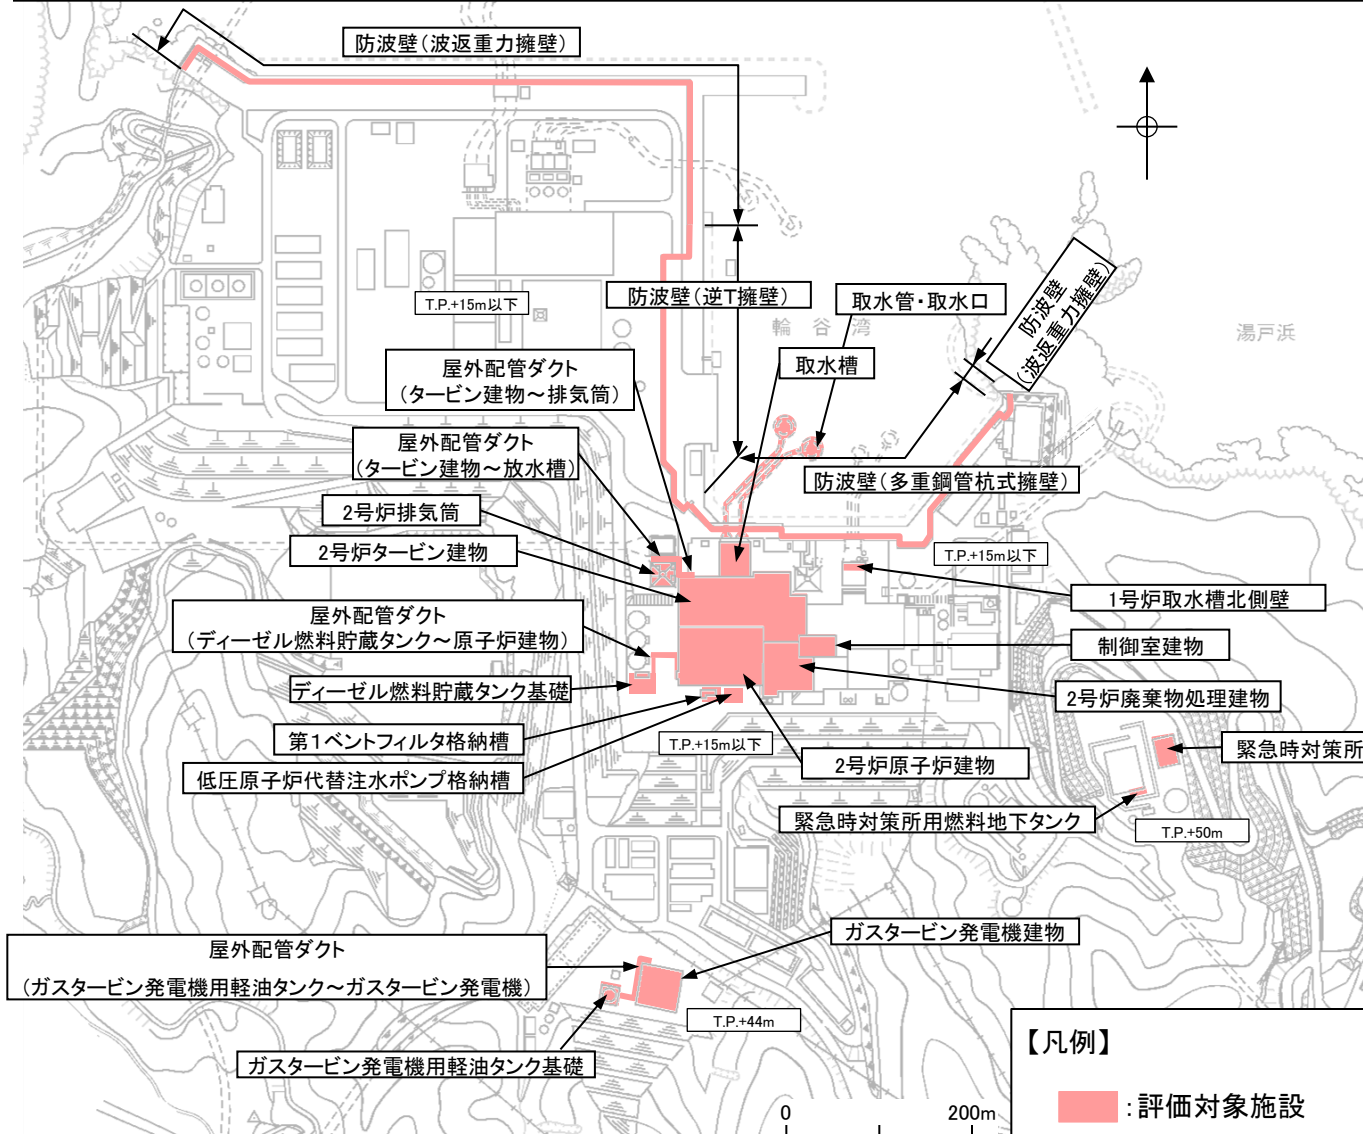 防波壁(波返重力擁壁)
T.P.+15m以下
防波壁(逆T擁壁)
取水管・取水口
輪谷湾
防波壁
(波返重力擁壁)
湯戸浜
屋外配管ダクト
(タービン建物～排気筒)
取水槽
屋外配管ダクト
(タービン建物～放水槽)
防波壁(多重鋼管杭式擁壁)
2号炉排気筒
2号炉タービン建物
T.P.+15m以下
屋外配管ダクト
(ディーゼル燃料貯蔵タンク～原子炉建物)
1号炉取水槽北側壁
制御室建物
ディーゼル燃料貯蔵タンク基礎
2号炉廃棄物処理建物
第1ベントフィルタ格納槽
T.P.+15m以下
2号炉原子炉建物
緊急時対策所
低圧原子炉代替注水ポンプ格納槽
緊急時対策所用燃料地下タンク
T.P.+50m
ガスタービン発電機建物
屋外配管ダクト
(ガスタービン発電機用軽油タンク～ガスタービン発電機)
T.P.+44m
ガスタービン発電機用軽油タンク基礎
【凡例】
:評価対象施設
0 200m